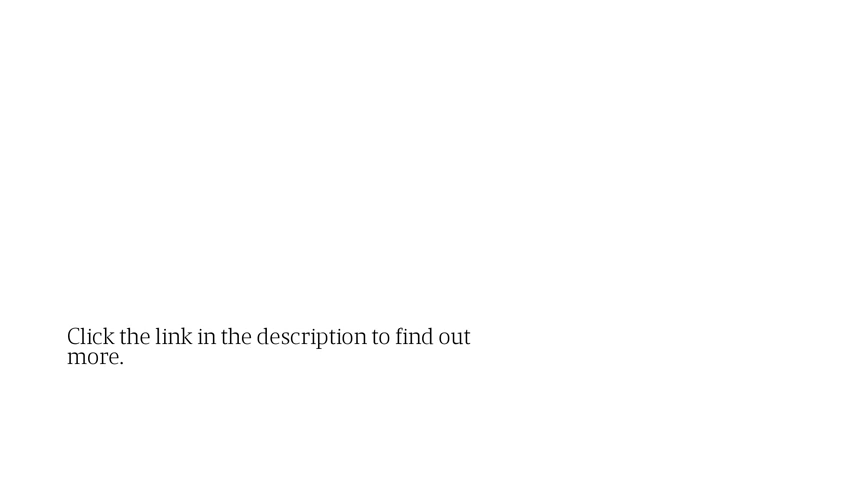 Click the link in the description to find out
more.